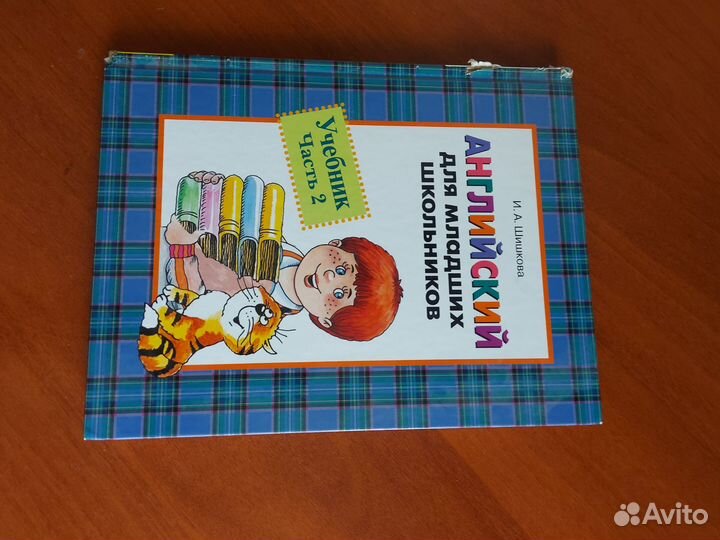 И. А. Шишкова
АНГЛИЙСКИЙ
для младших
школьников
Учебник
Часть 2
Avito